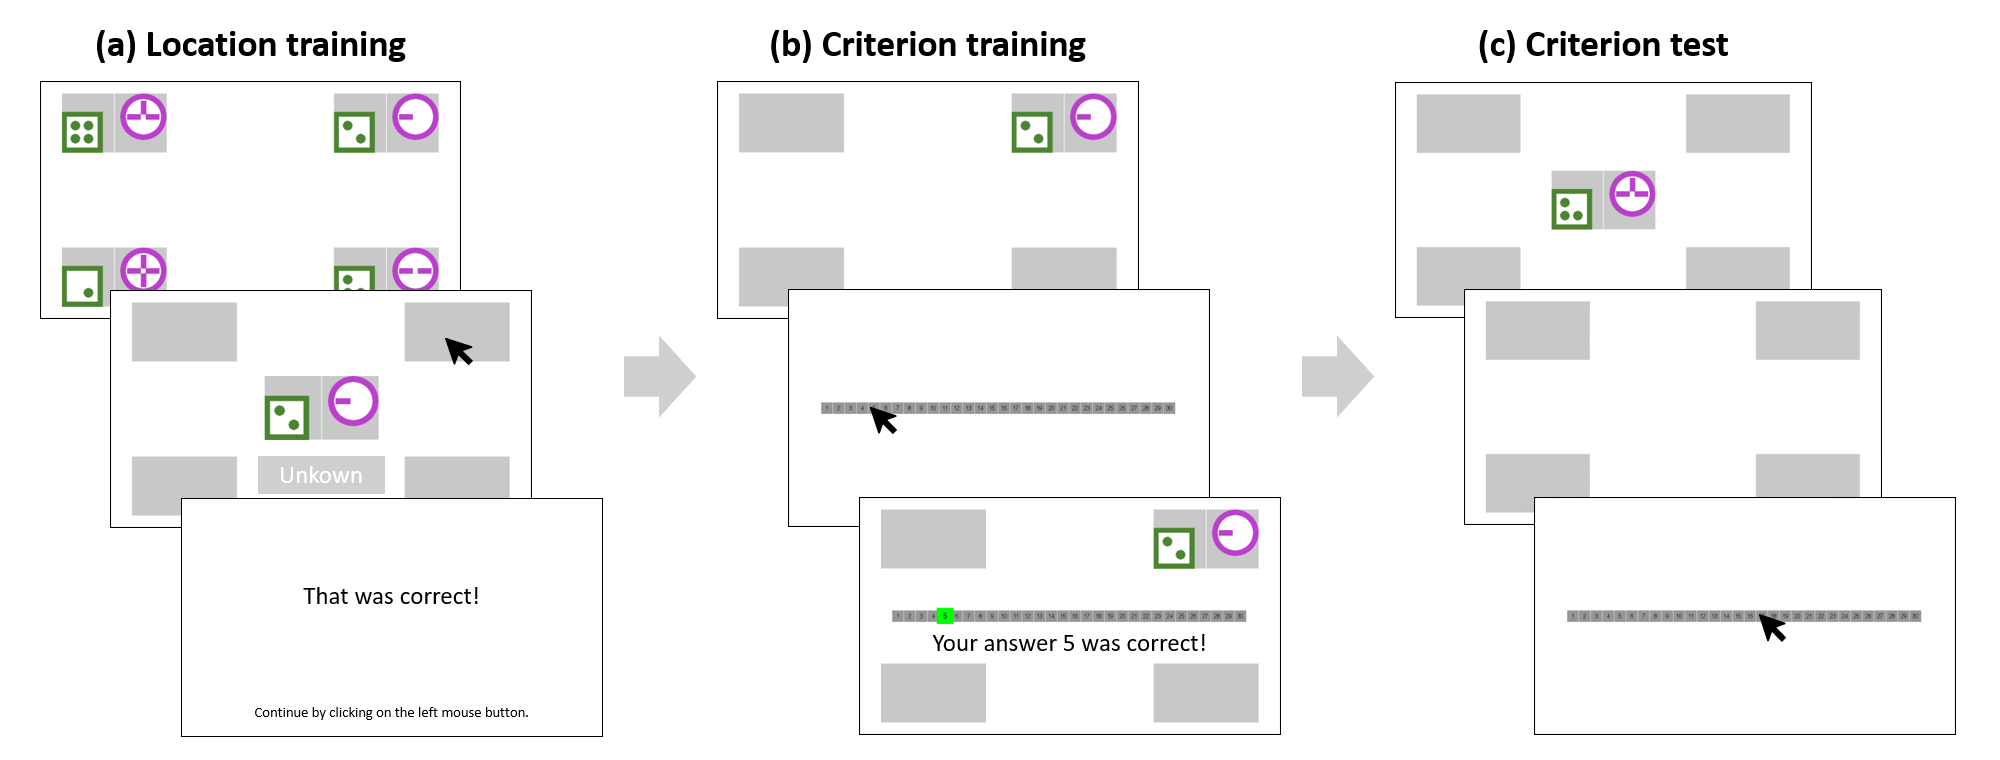 (a) Location training
(b) Criterion training
(c) Criterion test
Unkown
That was correct!
Continue by clicking on the left mouse button.
1 2 3 4 6 7 8 9 10 11 12 13 14 15 16 17 18 19 20 21 22 23 24 25 26 27 28 29 30
1 2 3 4 5 6 7 8 9 10 11 12 13 14 15 16 17 18 19 20 21 22 23 24 25 26 27 28 29 30
Your answer 5 was correct!
1 2 3 4 5 6 7 8 9 10 11 12 13 14 15 16 18 19 20 21 22 23 24 25 26 27 28 29 30